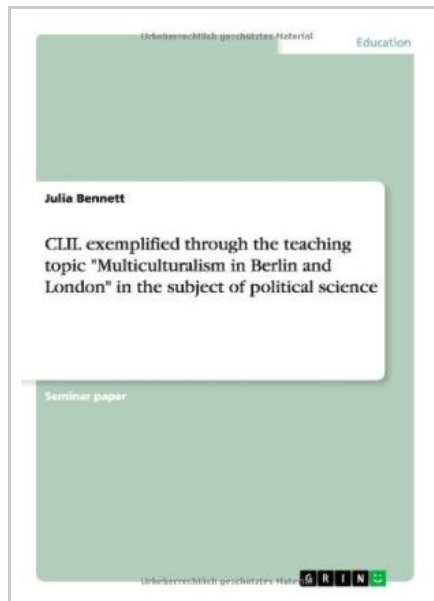 Urheberrechtlich geschütztes Material
Education
Julia Bennett
CLIL exemplified through the teaching
topic "Multiculturalism in Berlin and
London" in the subject of political science
Seminar paper
Urheberrechtlich geschütztes Mate
GRIN